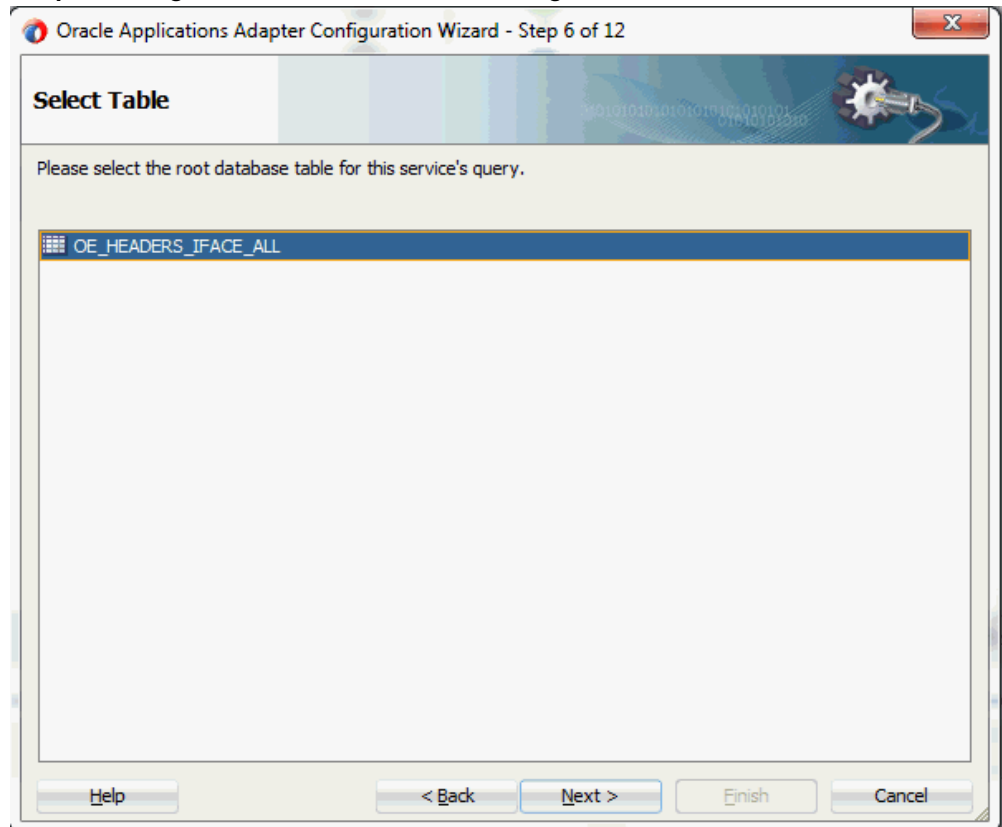 Oracle Applications Adapter Configuration Wizard - Step 6 of 12
Select Table
Please select the root database table for this service's query.
OE_HEADERS_IFACE_ALL
Help
< Back
Next >
Finish
Cancel